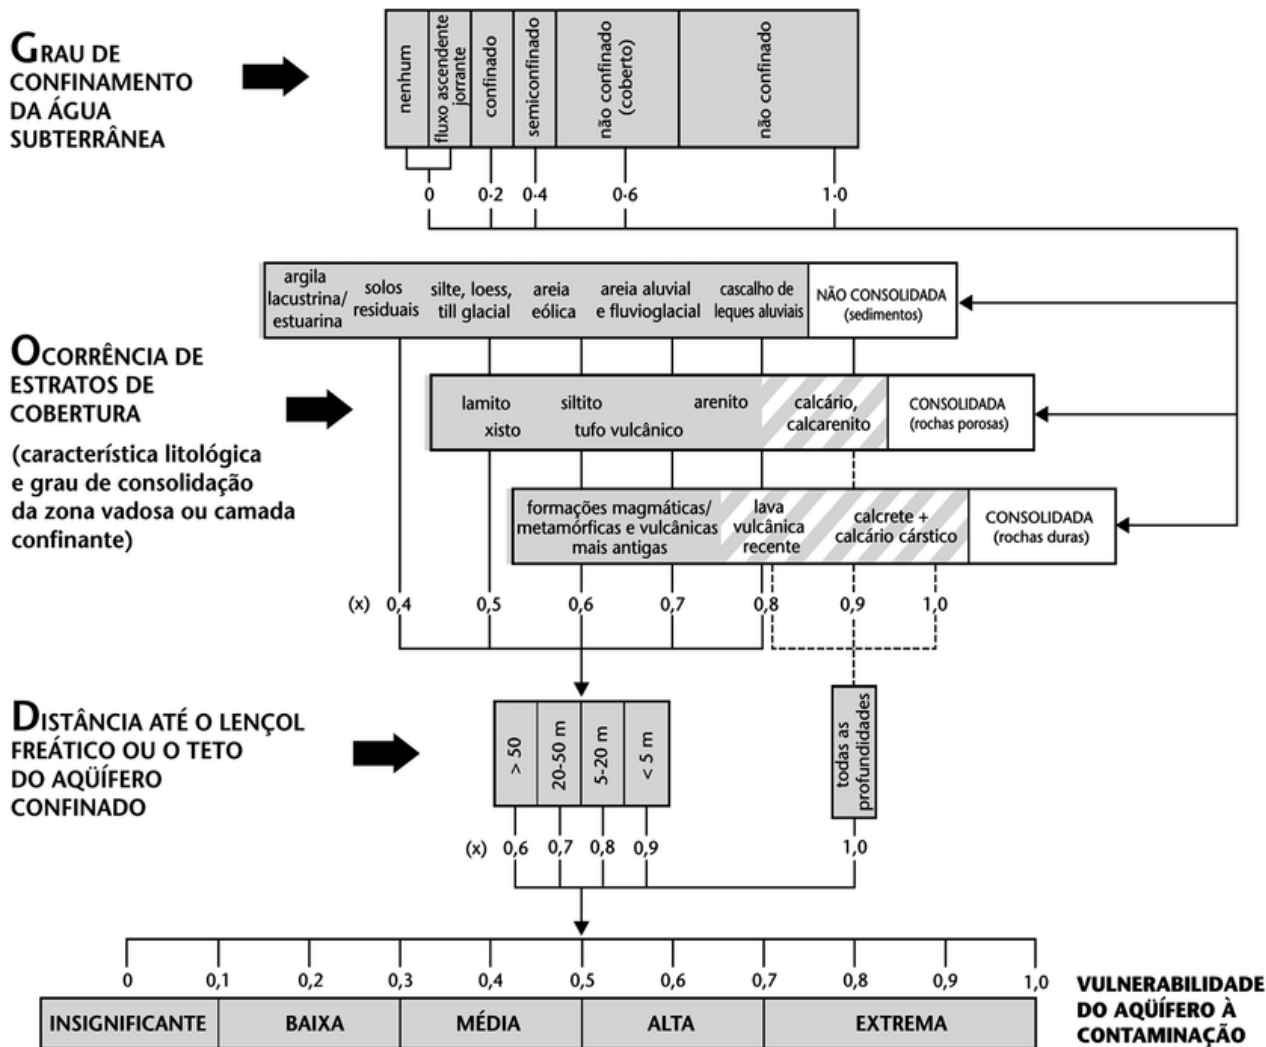 GRAU DE
CONFINAMENTO
DA ÁGUA
SUBTERRÂNEA
nenhum
fluxo ascendente
jorrante
confinado
semiconfinado
não confinado
(coberto)
não confinado
0
0·2
0·4
0·6
1·0
argila
lacustrina/
estuarina
solos
residuais
silte, loess,
till glacial
areia
eólica
areia aluvial
e fluvioglacial
cascalho de
leques aluviais
NÃO CONSOLIDADA
(sedimentos)
OCORRÊNCIA DE
ESTRATOS DE
COBERTURA
(característica litológica
e grau de consolidação
da zona vadosa ou camada
confinante)
lamito
xisto
siltito
tufo vulcânico
arenito
calcário,
calcarenito
CONSOLIDADA
(rochas porosas)
formações magmáticas/
metamórficas e vulcânicas
mais antigas
lava
vulcânica
recente
calcrete +
calcário cárstico
CONSOLIDADA
(rochas duras)
(x) 0,4 0,5 0,6 0,7 0,8 0,9 1,0
DISTÂNCIA ATÉ O LENÇOL
FREÁTICO OU O TETO
DO AQÜÍFERO
CONFINADO
> 50
20-50 m
5-20 m
< 5 m
todas as
profundidades
(x) 0,6 0,7 0,8 0,9 1,0
0 0,1 0,2 0,3 0,4 0,5 0,6 0,7 0,8 0,9 1,0
INSIGNIFICANTE BAIXA MÉDIA ALTA EXTREMA
VULNERABILIDADE
DO AQÜÍFERO À
CONTAMINAÇÃO